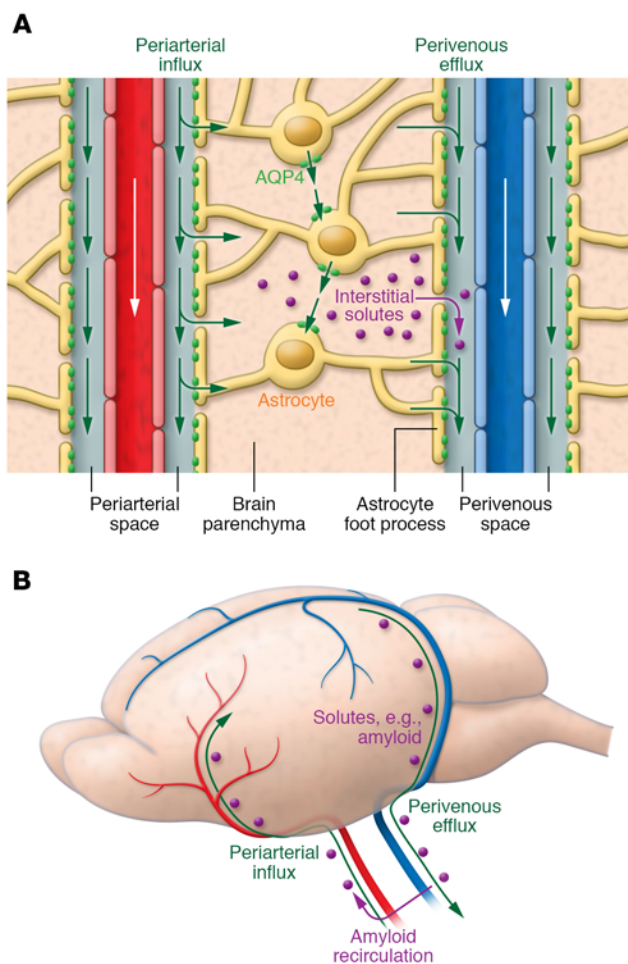 A
Periarterial
influx
Perivenous
efflux
AQP4
Interstitial
solutes
Astrocyte
Periarterial
space
Brain
parenchyma
Astrocyte
foot process
Perivenous
space
B
Solutes, e.g.,
amyloid
Perivenous
efflux
Periarterial
influx
Amyloid
recirculation